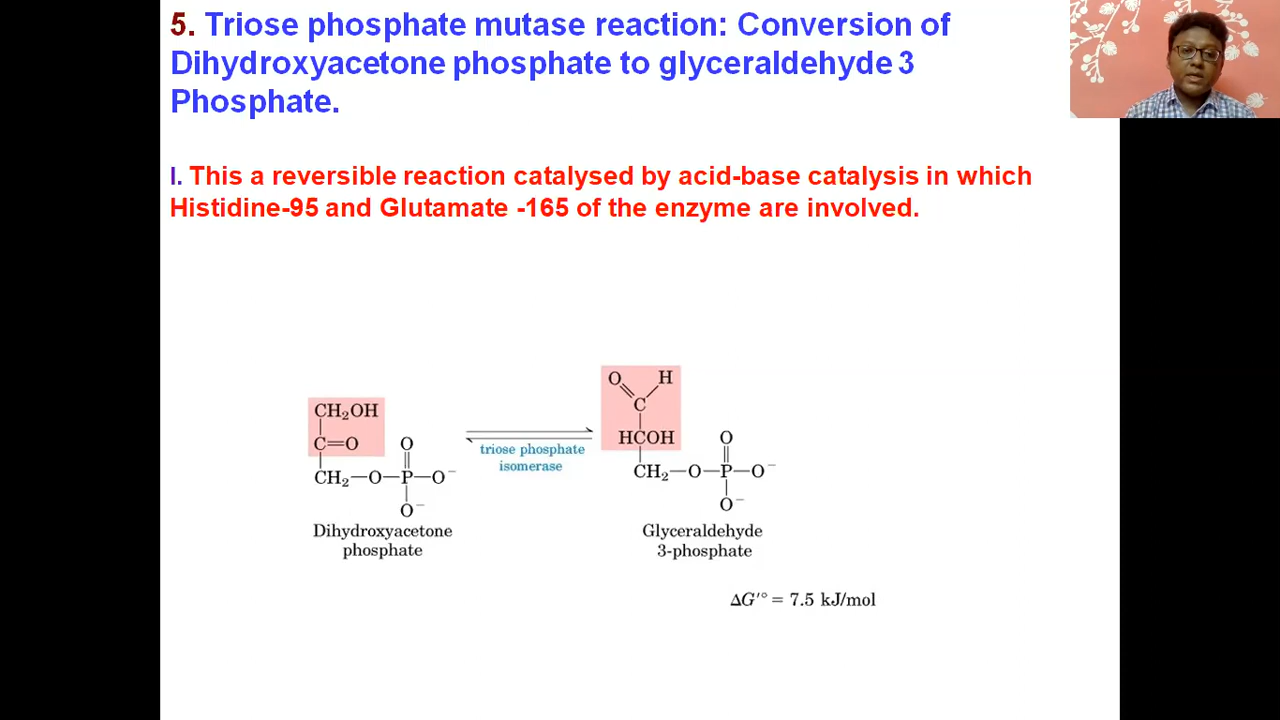 5. Triose phosphate mutase reaction: Conversion of
Dihydroxyacetone phosphate to glyceraldehyde 3
Phosphate.
I. This a reversible reaction catalysed by acid-base catalysis in which
Histidine-95 and Glutamate -165 of the enzyme are involved.
CH₂OH
C=O
CH₂—O—P—O⁻
O
O⁻
Dihydroxyacetone
phosphate
triose phosphate
isomerase
O H
C
HCOH
CH₂—O—P—O⁻
O
O⁻
Glyceraldehyde
3-phosphate
ΔG′° = 7.5 kJ/mol